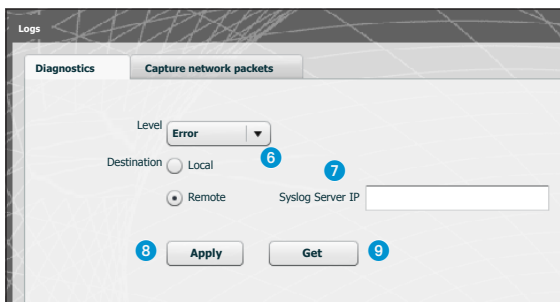 Logs
Diagnostics Capture network packets
Level Error
6
Destination Local
7
Remote Syslog Server IP
8 Apply Get 9